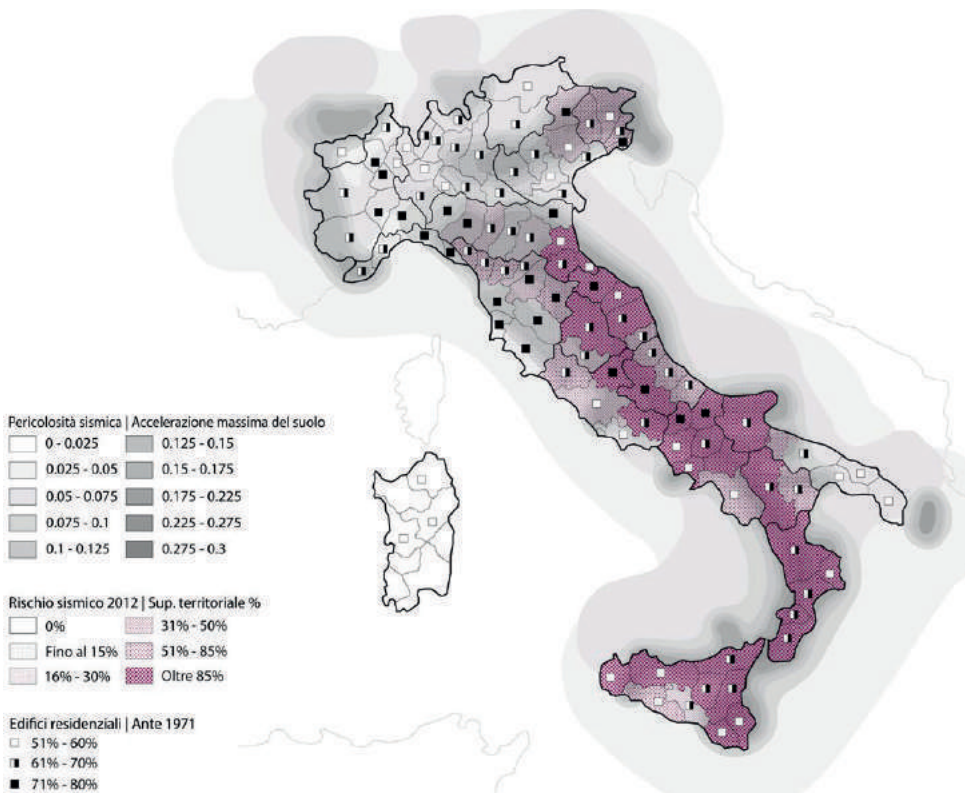 Pericolosità sismica | Accelerazione massima del suolo
0 - 0.025
0.125 - 0.15
0.025 - 0.05
0.15 - 0.175
0.05 - 0.075
0.175 - 0.225
0.075 - 0.1
0.225 - 0.275
0.1 - 0.125
0.275 - 0.3
Rischio sismico 2012 | Sup. territoriale %
0%
31% - 50%
Fino al 15%
51% - 85%
16% - 30%
Oltre 85%
Edifici residenziali | Ante 1971
51% - 60%
61% - 70%
71% - 80%